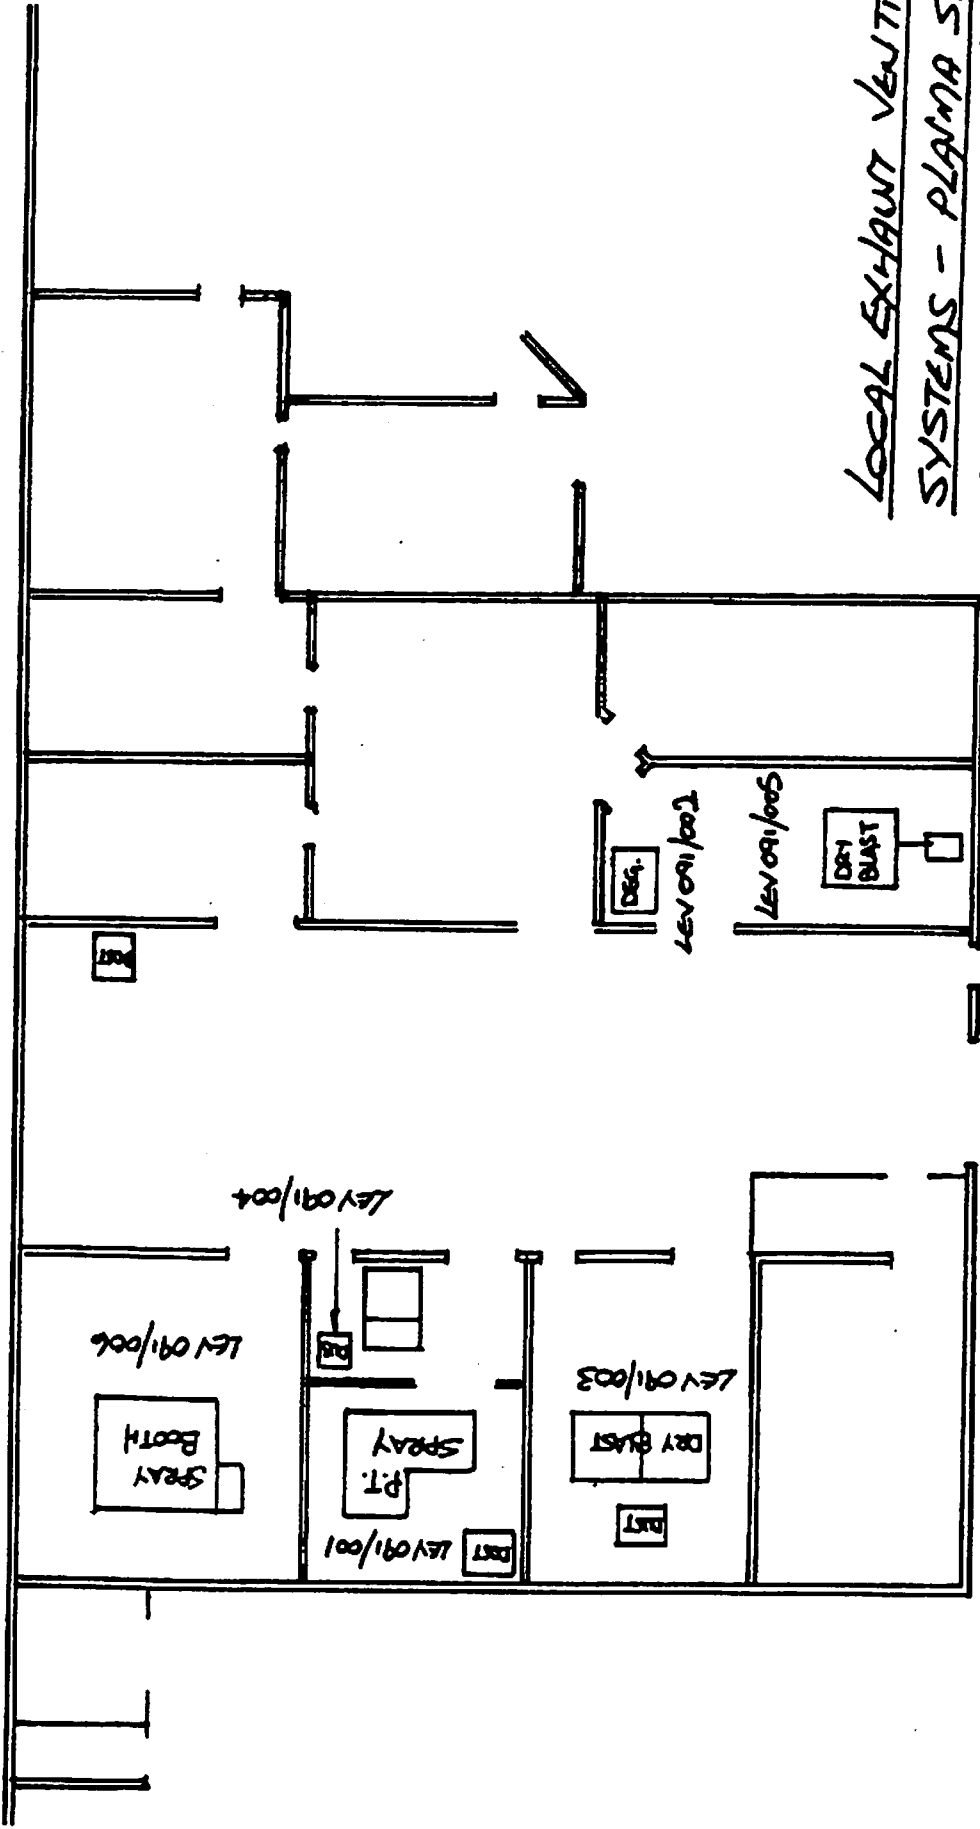 LOCAL EXHAUST VENTI
SYSTEMS - PLASMA S
DUST
DEG.
LEV 091/002
LEV 091/005
DRY
BLAST
LEV 091/004
LEV 091/006
SPRAY
BOOTH
P.T.
SPRAY
LEV 091/001
DUST
LEV 091/003
DRY BLAST
DUST